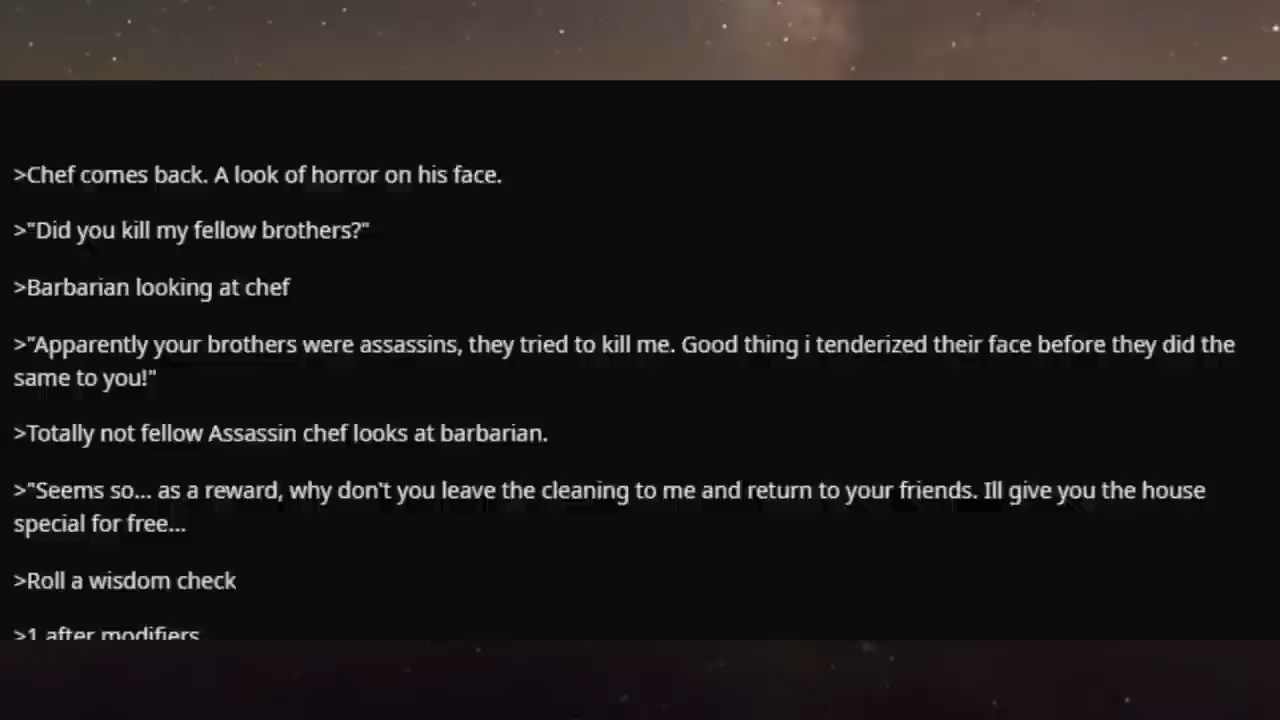 >Chef comes back. A look of horror on his face.
>"Did you kill my fellow brothers?"
>Barbarian looking at chef
>"Apparently your brothers were assassins, they tried to kill me. Good thing i tenderized their face before they did the
same to you!"
>Totally not fellow Assassin chef looks at barbarian.
>"Seems so... as a reward, why don't you leave the cleaning to me and return to your friends. Ill give you the house
special for free...
>Roll a wisdom check
>1 after modifiers